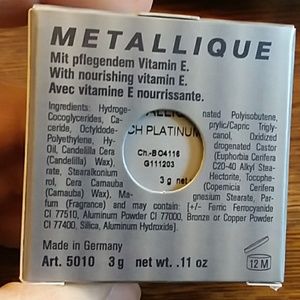 METALLIQUE
Mit pflegendem Vitamin E.
With nourishing vitamin E.
Avec vitamine E nourrissante.
Ingredients: Hydroge- nated Polyisobutene,
Cocoglycerides, Ca- prylic/Capric Trigly-
ceride, Octyldode- canol, Oxidized
Polyethylene, Hy- drogenated Castor
Oil, Candelilla Cera (Euphorbia Cerifera
(Candelilla) Wax), C20-40 Alkyl Stea-
rate, Stearalkonium Hectorite, Tocophe-
rol, Cera Carnauba (Copernicia Cerifera
(Carnauba) Wax), Magnesium Stearate, Par-
fum (Fragrance) and may contain: [+/- Ferric Ferrocyanide
CI 77510, Aluminum Powder CI 77000, Bronze or Copper Powder
CI 77400, Silica, Aluminum Hydroxide].
CH PLATINUM
Ch.-B04116
G111203
3 g
Made in Germany
Art. 5010 3 g net wt. .11 oz
12 M